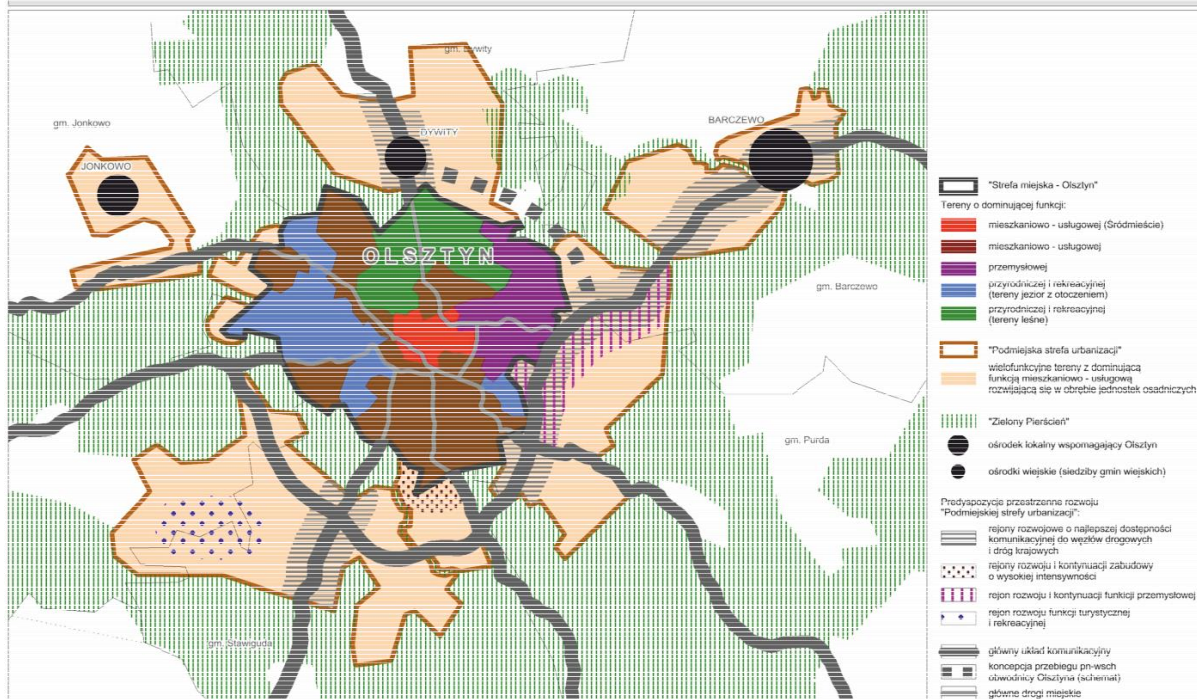 gm. Dywity
gm. Jonkowo
BARCZEWO
DYWITY
JONKOWO
OLSZTYN
gm. Barczewo
gm. Purda
gm. Stawiguda
"Strefa miejska - Olsztyn"
Tereny o dominującej funkcji:
mieszkaniowo - usługowej (Śródmieście)
mieszkaniowo - usługowej
przemysłowej
przyrodniczej i rekreacyjnej
(tereny jezior z otoczeniem)
przyrodniczej i rekreacyjnej
(tereny leśne)
"Podmiejska strefa urbanizacji"
wielofunkcyjne tereny z dominującą
funkcją mieszkaniowo - usługową
rozwijającą się w obrębie jednostek osadniczych
"Zielony Pierścień"
ośrodek lokalny wspomagający Olsztyn
ośrodki wiejskie (siedziby gmin wiejskich)
Predyspozycje przestrzenne rozwoju
"Podmiejskiej strefy urbanizacji":
rejony rozwojowe o najlepszej dostępności
komunikacyjnej do węzłów drogowych
i dróg krajowych
rejony rozwoju i kontynuacji zabudowy
o wysokiej intensywności
rejon rozwoju i kontynuacji funkcji przemysłowej
rejon rozwoju funkcji turystycznej
i rekreacyjnej
główny układ komunikacyjny
koncepcja przebiegu pn-wsch
obwodnicy Olsztyna (schemat)
główne drogi miejskie